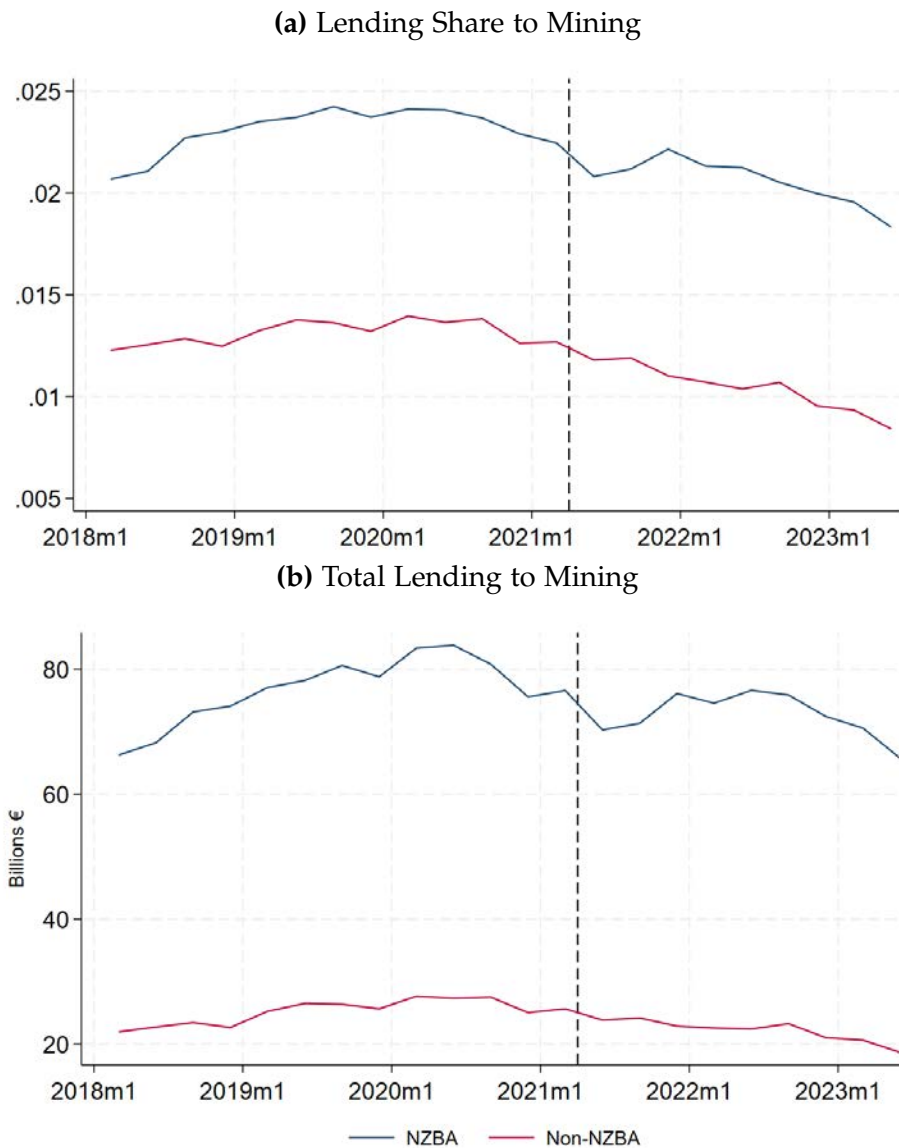 (a) Lending Share to Mining
.025
.02
.015
.01
.005
2018m1 2019m1 2020m1 2021m1 2022m1 2023m1
(b) Total Lending to Mining
Billions €
80
60
40
20
2018m1 2019m1 2020m1 2021m1 2022m1 2023m1
NZBA Non-NZBA